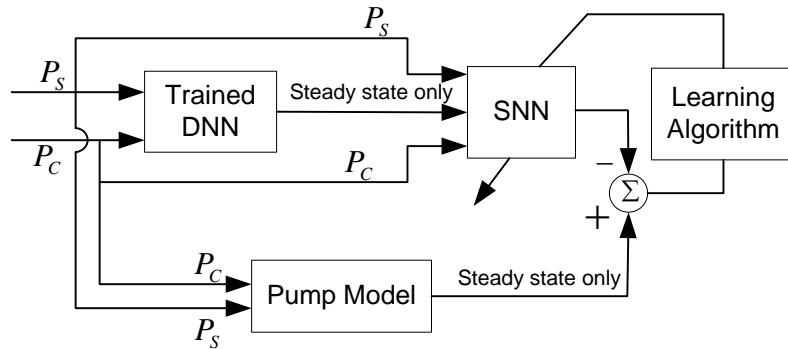 P_S
P_S
Trained
DNN
Steady state only
SNN
Learning
Algorithm
P_C
P_C
−
Σ
+
P_C
Pump Model
Steady state only
P_S